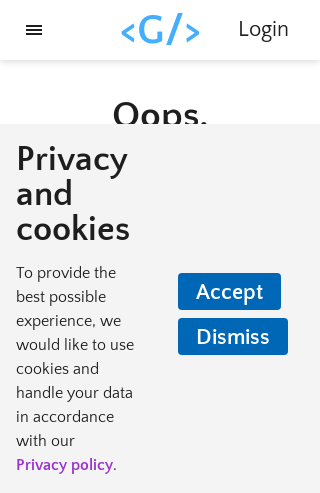 <G/>
Login
Oops.
Privacy
and
cookies
To provide the
best possible
experience, we
would like to use
cookies and
handle your data
in accordance
with our
Privacy policy.
Accept
Dismiss